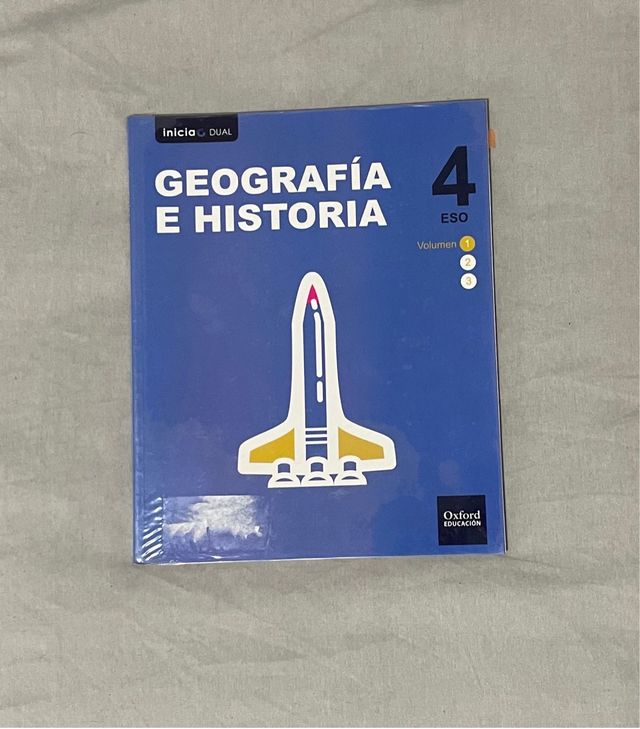 inicia DUAL
GEOGRAFÍA
E HISTORIA
4
ESO
Volumen 1
2
3
Oxford
EDUCACIÓN